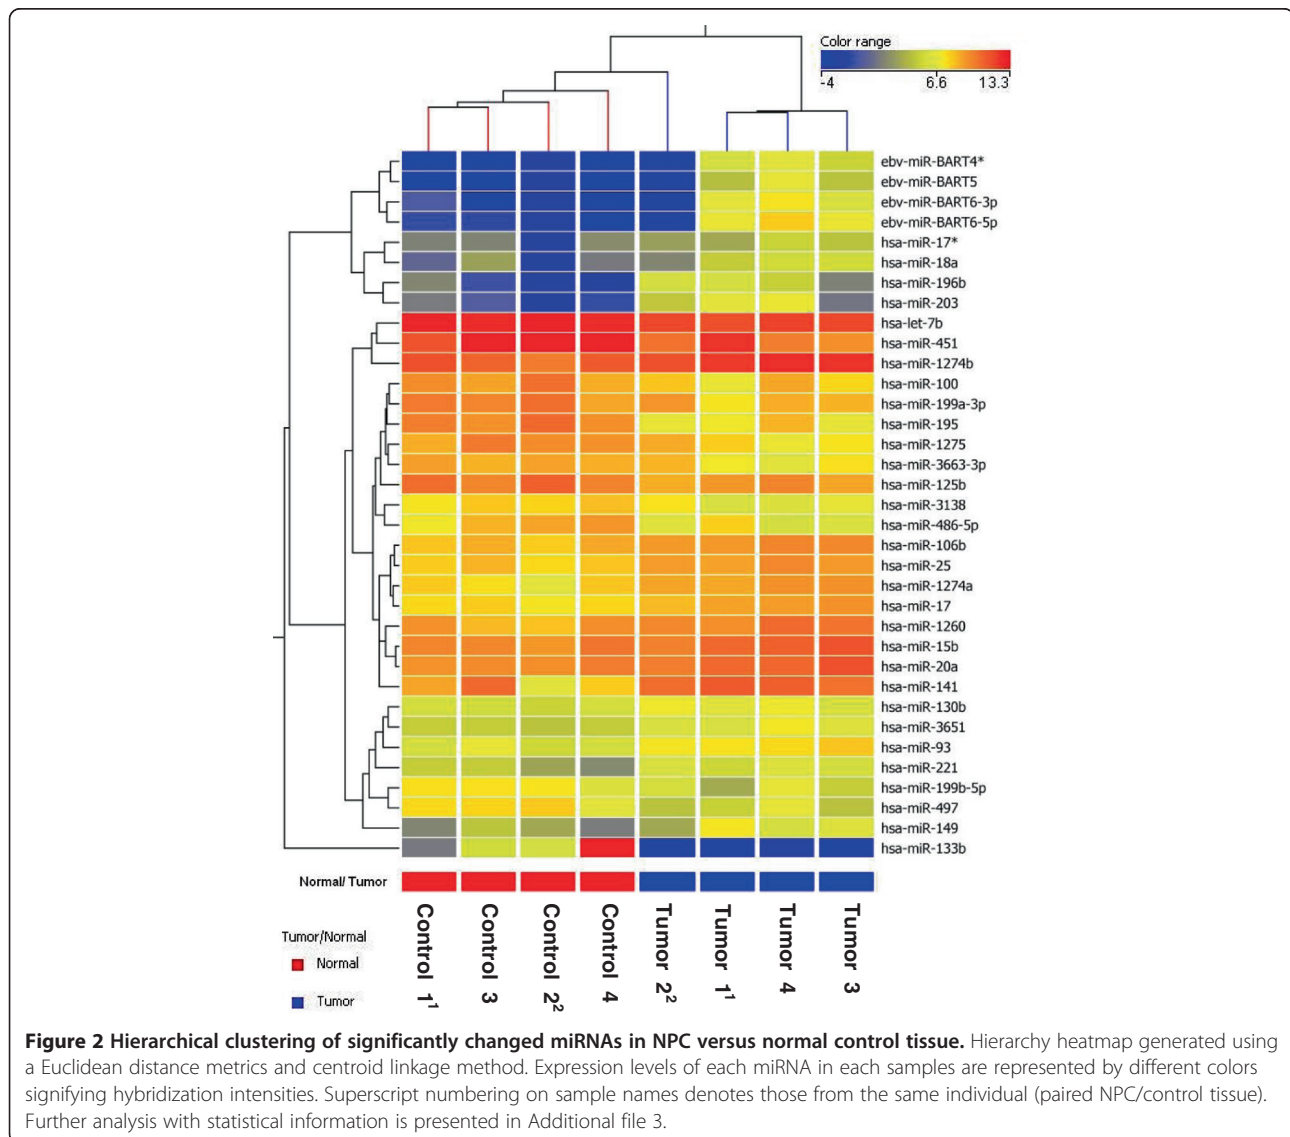 Color range
-4 6.6 13.3
ebv-miR-BART4*
ebv-miR-BART5
ebv-miR-BART6-3p
ebv-miR-BART6-5p
hsa-miR-17*
hsa-miR-18a
hsa-miR-196b
hsa-miR-203
hsa-let-7b
hsa-miR-451
hsa-miR-1274b
hsa-miR-100
hsa-miR-199a-3p
hsa-miR-195
hsa-miR-1275
hsa-miR-3663-3p
hsa-miR-125b
hsa-miR-3138
hsa-miR-486-5p
hsa-miR-106b
hsa-miR-25
hsa-miR-1274a
hsa-miR-17
hsa-miR-1260
hsa-miR-15b
hsa-miR-20a
hsa-miR-141
hsa-miR-130b
hsa-miR-3651
hsa-miR-93
hsa-miR-221
hsa-miR-199b-5p
hsa-miR-497
hsa-miR-149
hsa-miR-133b
Normal/ Tumor
Control 1¹
Control 3
Control 2²
Control 4
Tumor 2²
Tumor 1¹
Tumor 4
Tumor 3
Tumor/Normal
Normal
Tumor
Figure 2 Hierarchical clustering of significantly changed miRNAs in NPC versus normal control tissue. Hierarchy heatmap generated using
a Euclidean distance metrics and centroid linkage method. Expression levels of each miRNA in each samples are represented by different colors
signifying hybridization intensities. Superscript numbering on sample names denotes those from the same individual (paired NPC/control tissue).
Further analysis with statistical information is presented in Additional file 3.